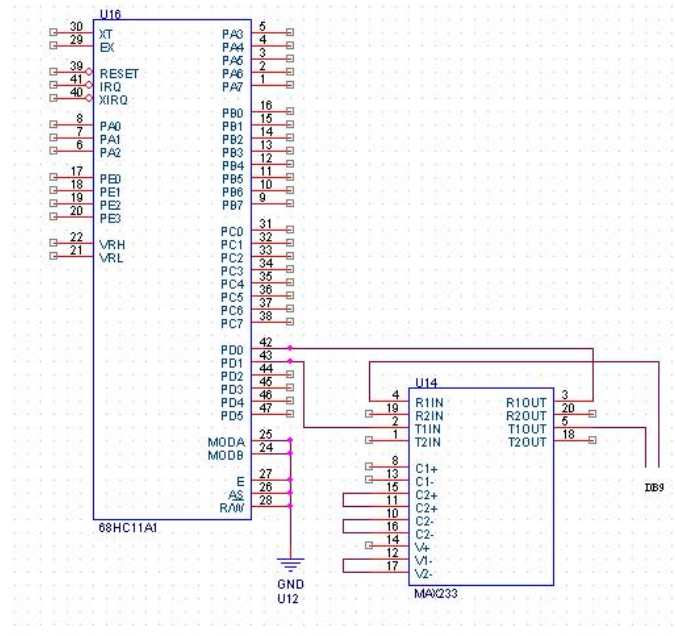 U16
30 XT PA3 5
29 EX PA4 4
PA5 3
39 RESET PA6 2
41 IRQ PA7 1
40 XIRQ
PB0 16
8 PA0 PB1 15
7 PA1 PB2 14
6 PA2 PB3 13
PB4 12
17 PE0 PB5 11
18 PE1 PB6 10
19 PE2 PB7 9
20 PE3
PC0 31
22 VRH PC1 32
21 VRL PC2 33
PC3 34
PC4 35
PC5 36
PC6 37
PC7 38
PD0 42
PD1 43
PD2 44
PD3 45
PD4 46
PD5 47
MODA 25
MODB 24
E 27
AS 26
R/W 28
68HC11A1
GND
U12
U14
4 R1IN R1OUT 3
19 R2IN R2OUT 20
2 T1IN T1OUT 5
1 T2IN T2OUT 18
8 C1+
13 C1-
15 C2+
11 C2+
10 C2-
16 C2-
14 V+
12 V1-
17 V2-
MAX233
DB9